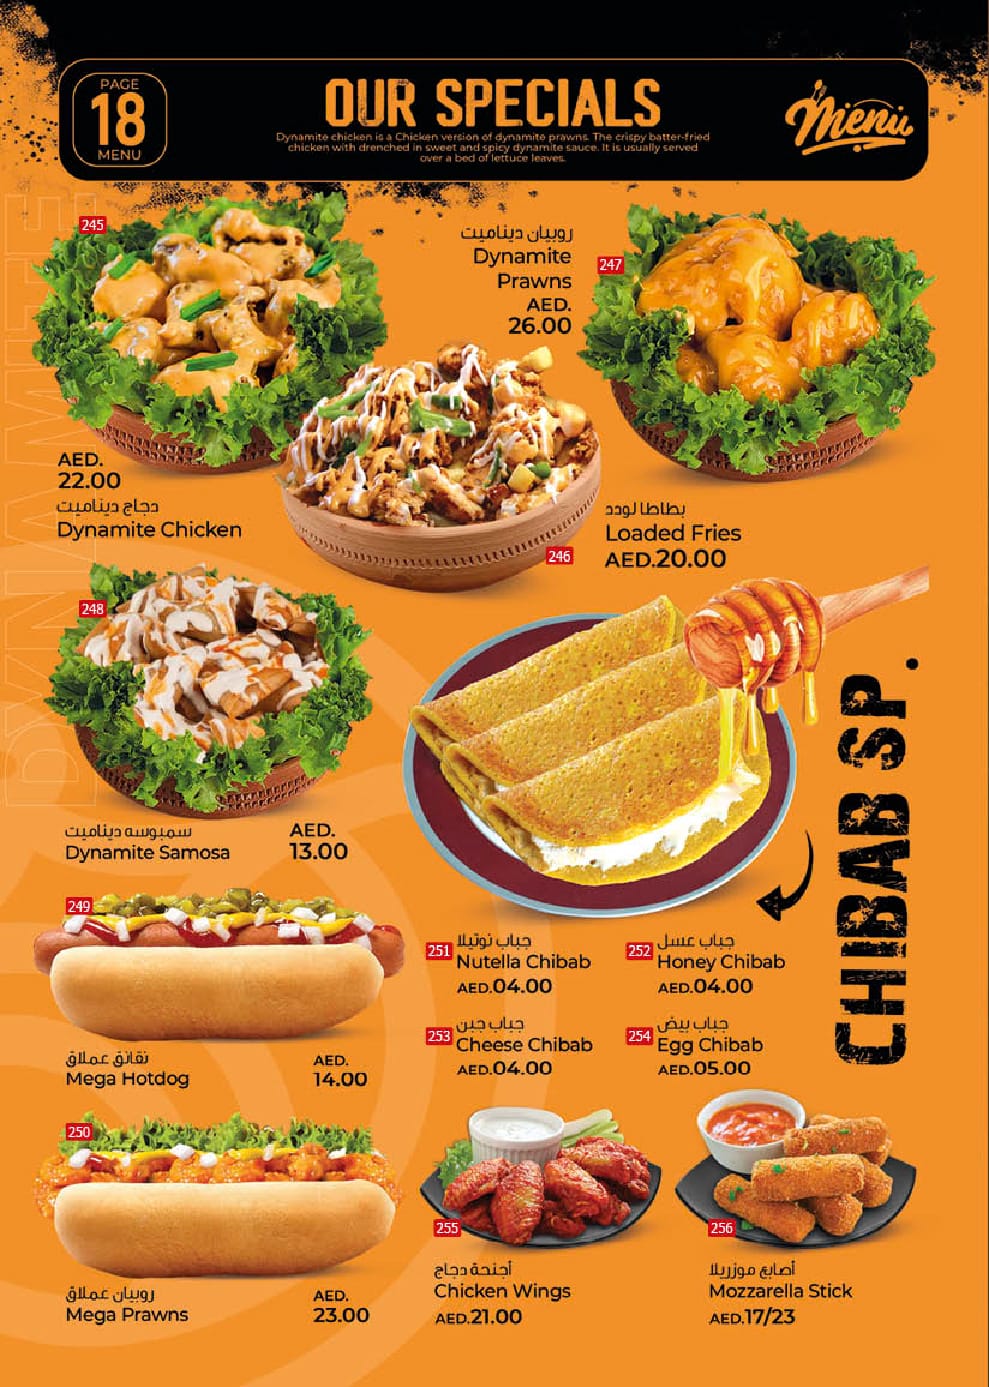 PAGE
18
MENU
OUR SPECIALS
Dynamite chicken is a Chicken version of dynamite prawns. The crispy batter-fried
chicken with drenched in sweet and spicy dynamite sauce. It is usually served
over a bed of lettuce leaves.
Menu
DYNAMITE
245
AED.
22.00
دجاج ديناميت
Dynamite Chicken
روبيان ديناميت
Dynamite
Prawns
AED.
26.00
246
247
بطاطا لودد
Loaded Fries
AED.20.00
248
سمبوسه ديناميت
Dynamite Samosa
AED.
13.00
CHIBAB SP.
249
نقانق عملاق
Mega Hotdog
AED.
14.00
251
جباب نوتيلا
Nutella Chibab
AED.04.00
252
جباب عسل
Honey Chibab
AED.04.00
253
جباب جبن
Cheese Chibab
AED.04.00
254
جباب بيض
Egg Chibab
AED.05.00
250
روبيان عملاق
Mega Prawns
AED.
23.00
255
أجنحة دجاج
Chicken Wings
AED.21.00
256
أصابع موزريلا
Mozzarella Stick
AED.17/23